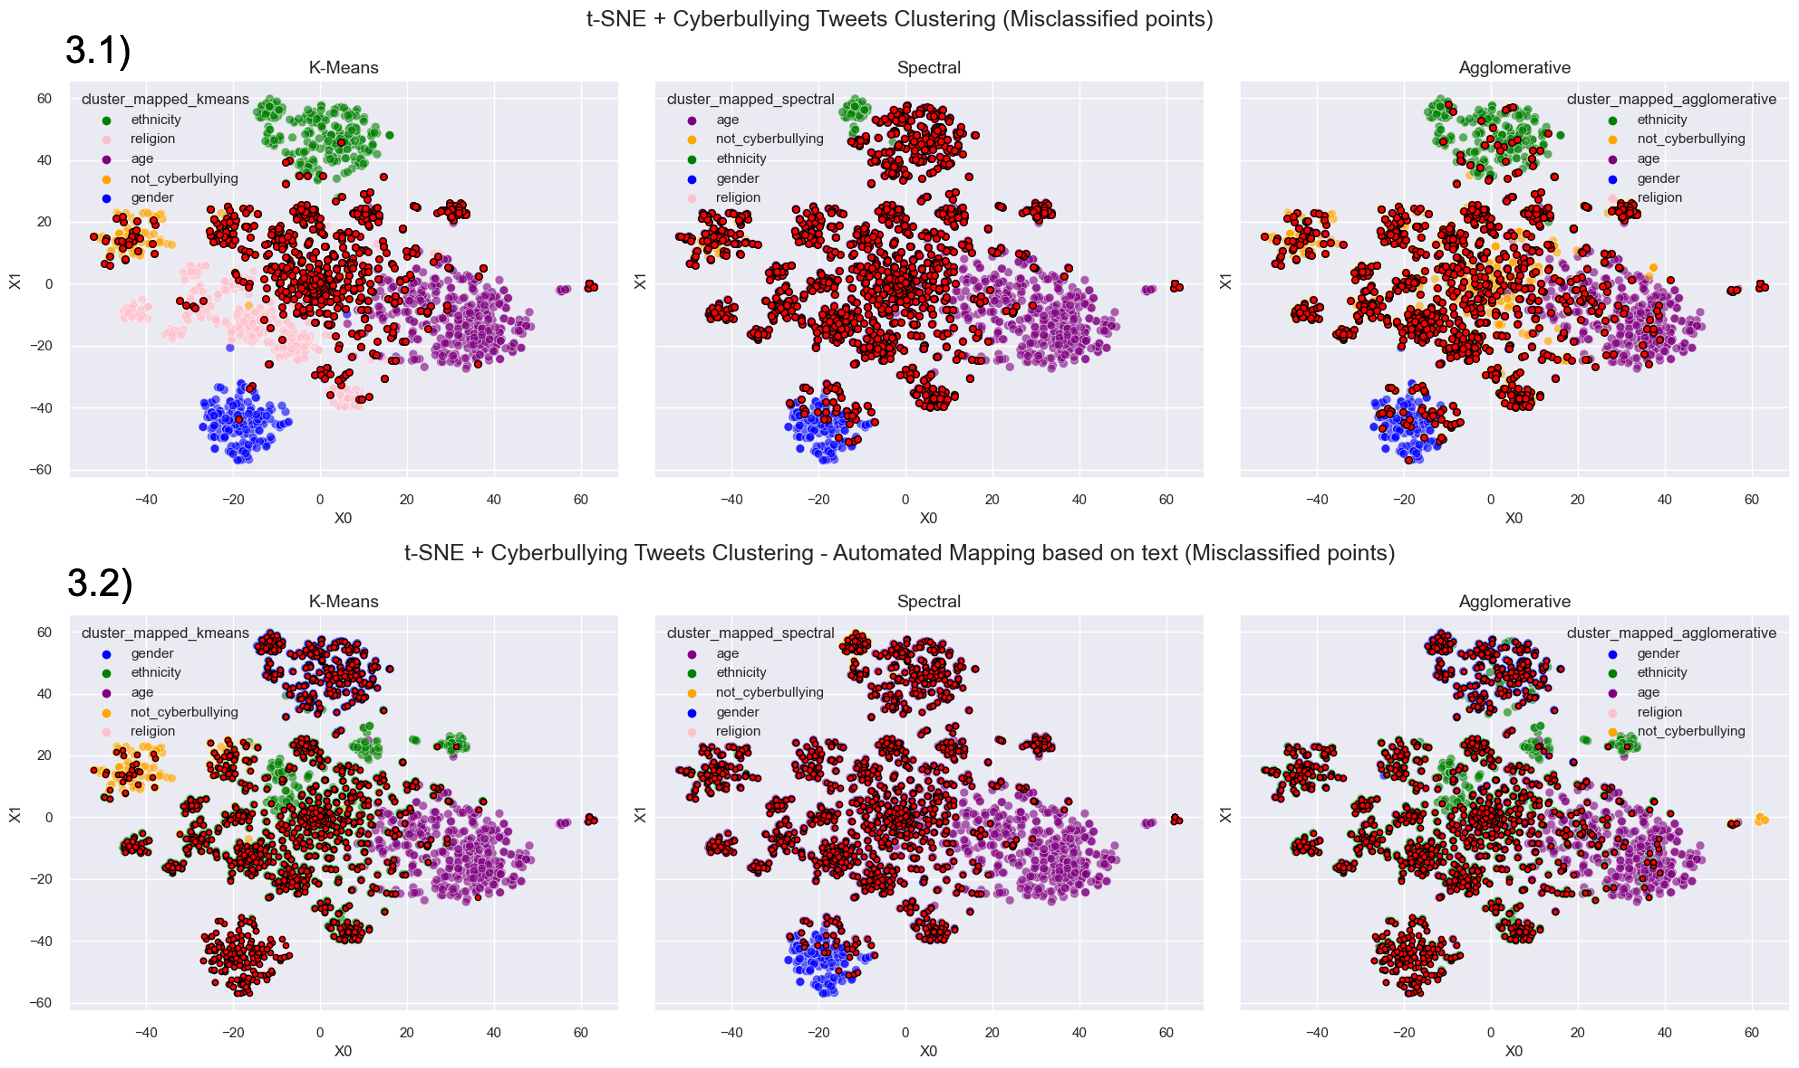 t-SNE + Cyberbullying Tweets Clustering (Misclassified points)
3.1)
K-Means
cluster_mapped_kmeans
ethnicity
religion
age
not_cyberbullying
gender
60
40
20
0
−20
−40
−60
X1
−40 −20 0 20 40 60
X0
Spectral
cluster_mapped_spectral
age
not_cyberbullying
ethnicity
gender
religion
X1
−40 −20 0 20 40 60
X0
Agglomerative
cluster_mapped_agglomerative
ethnicity
not_cyberbullying
age
gender
religion
X1
−40 −20 0 20 40 60
X0
t-SNE + Cyberbullying Tweets Clustering - Automated Mapping based on text (Misclassified points)
3.2)
K-Means
cluster_mapped_kmeans
gender
ethnicity
age
not_cyberbullying
religion
60
40
20
0
−20
−40
−60
X1
−40 −20 0 20 40 60
X0
Spectral
cluster_mapped_spectral
age
ethnicity
not_cyberbullying
gender
religion
X1
−40 −20 0 20 40 60
X0
Agglomerative
cluster_mapped_agglomerative
gender
ethnicity
age
religion
not_cyberbullying
X1
−40 −20 0 20 40 60
X0